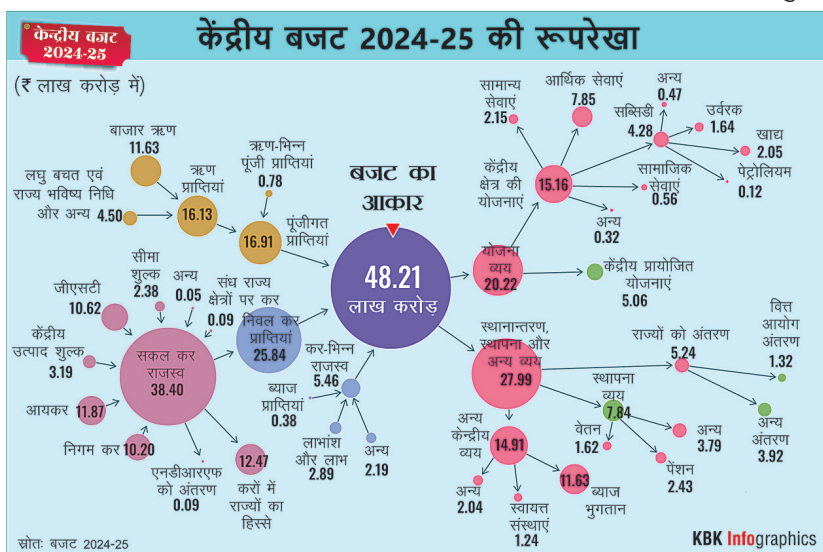 केन्द्रीय बजट
2024-25
केंद्रीय बजट 2024-25 की रूपरेखा
(₹ लाख करोड़ में)
बाजार ऋण
11.63
लघु बचत एवं
राज्य भविष्य निधि
और अन्य 4.50
ऋण
प्राप्तियां
16.13
ऋण-भिन्न
पूंजी प्राप्तियां
0.78
16.91
पूंजीगत
प्राप्तियां
बजट का
आकार
48.21
लाख करोड़
सीमा
शुल्क
2.38
अन्य
0.05
जीएसटी
10.62
संध राज्य
क्षेत्रों पर कर
0.09
निवल कर
प्राप्तियां
25.84
केंद्रीय
उत्पाद शुल्क
3.19
सकल कर
राजस्व
38.40
आयकर
11.87
निगम कर
10.20
एनडीआरएफ
को अंतरण
0.09
12.47
करों में
राज्यों का
हिस्से
कर-भिन्न
राजस्व
5.46
ब्याज
प्राप्तियां
0.38
लाभांश
और लाभ
2.89
अन्य
2.19
सामान्य
सेवाएं
2.15
आर्थिक सेवाएं
7.85
अन्य
0.47
सब्सिडी
4.28
उर्वरक
1.64
खाद्य
2.05
पेट्रोलियम
0.12
केंद्रीय
क्षेत्र की
योजनाएं
15.16
सामाजिक
सेवाएं
0.56
अन्य
0.32
योजना
व्यय
20.22
केंद्रीय प्रायोजित
योजनाएं
5.06
स्थानान्तरण,
स्थापना और
अन्य व्यय
27.99
राज्यों को अंतरण
5.24
वित्त
आयोग
अंतरण
1.32
अन्य
अंतरण
3.92
स्थापना
व्यय
7.84
वेतन
1.62
अन्य
3.79
पेंशन
2.43
अन्य
केन्द्रीय
व्यय
14.91
अन्य
2.04
स्वायत्त
संस्थाएं
1.24
11.63
ब्याज
भुगतान
स्रोतः बजट 2024-25
KBK Infographics